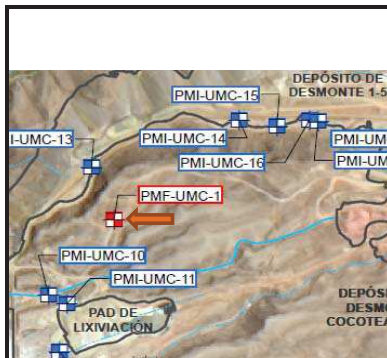 DEPÓSITO DE
DESMONTE 1-5
PMI-UMC-15
I-UMC-13
PMI-UMC-14
PMI-UM
PMI-UMC-16
PMI-UM
PMF-UMC-1
PMI-UMC-10
PMI-UMC-11
PAD DE
LIXIVIACIÓN
DEPÓS
DESM
COCOTEA